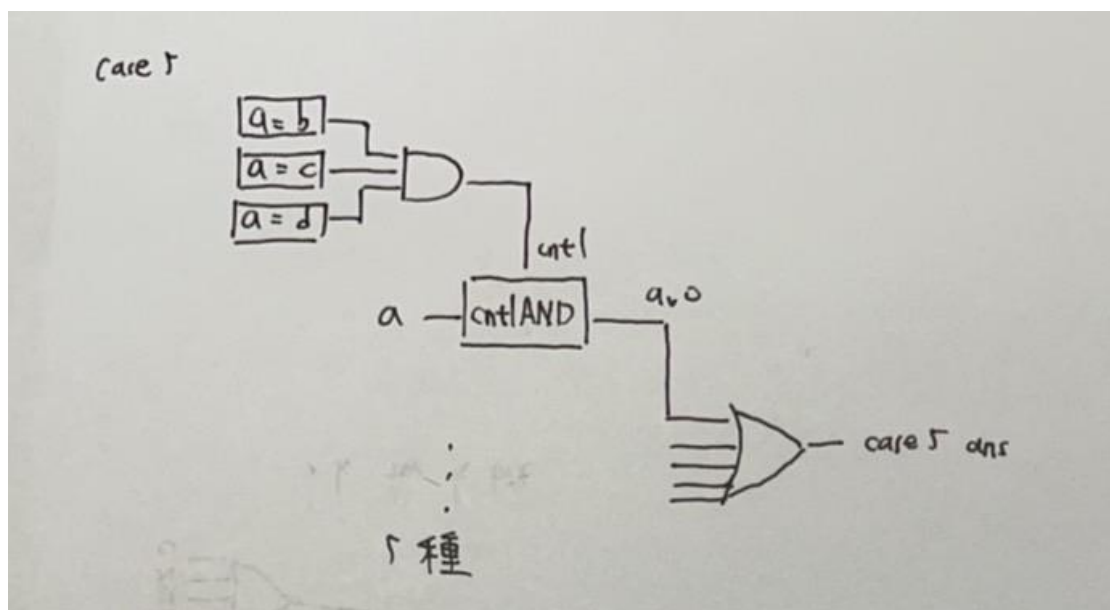 case 5
a = b
a = c
a = d
cntl
a
cntlAND
a, 0
case 5 ans
5 種